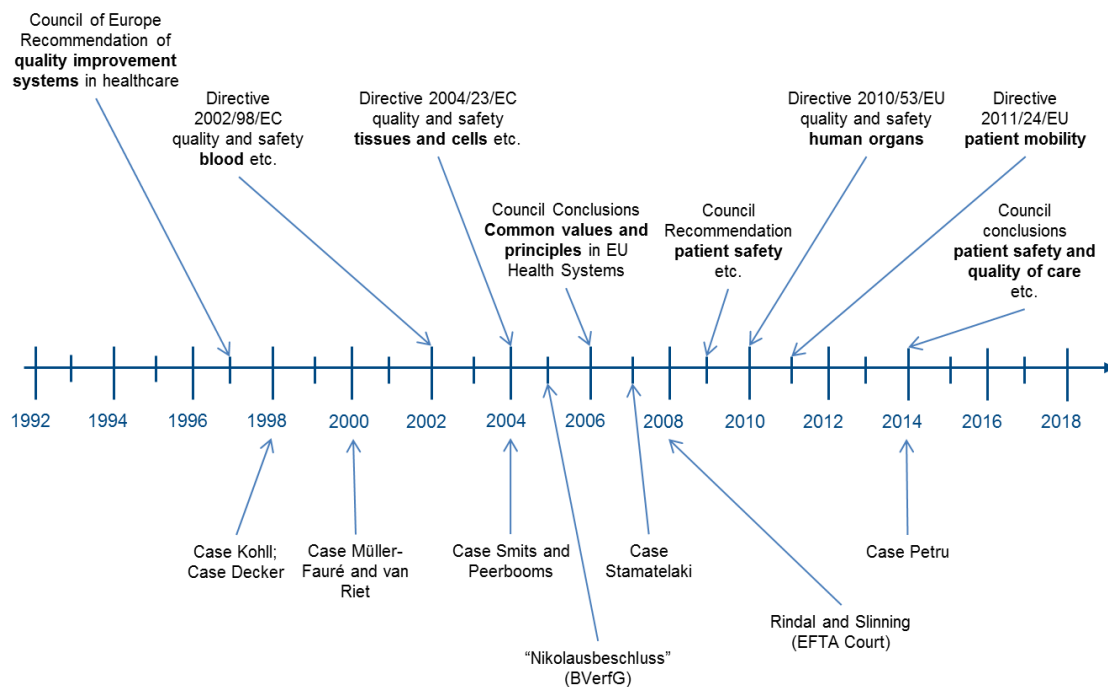 Council of Europe
Recommendation of
quality improvement
systems in healthcare
Directive
2002/98/EC
quality and safety
blood etc.
Directive 2004/23/EC
quality and safety
tissues and cells etc.
Council Conclusions
Common values and
principles in EU
Health Systems
Council
Recommendation
patient safety
etc.
Directive 2010/53/EU
quality and safety
human organs
Directive
2011/24/EU
patient mobility
Council
conclusions
patient safety and
quality of care
etc.
1992
1994
1996
1998
2000
2002
2004
2006
2008
2010
2012
2014
2016
2018
Case Kohll;
Case Decker
Case Müller-
Fauré and van
Riet
Case Smits and
Peerbooms
“Nikolausbeschluss”
(BVerfG)
Case
Stamatelaki
Rindal and Slinning
(EFTA Court)
Case Petru